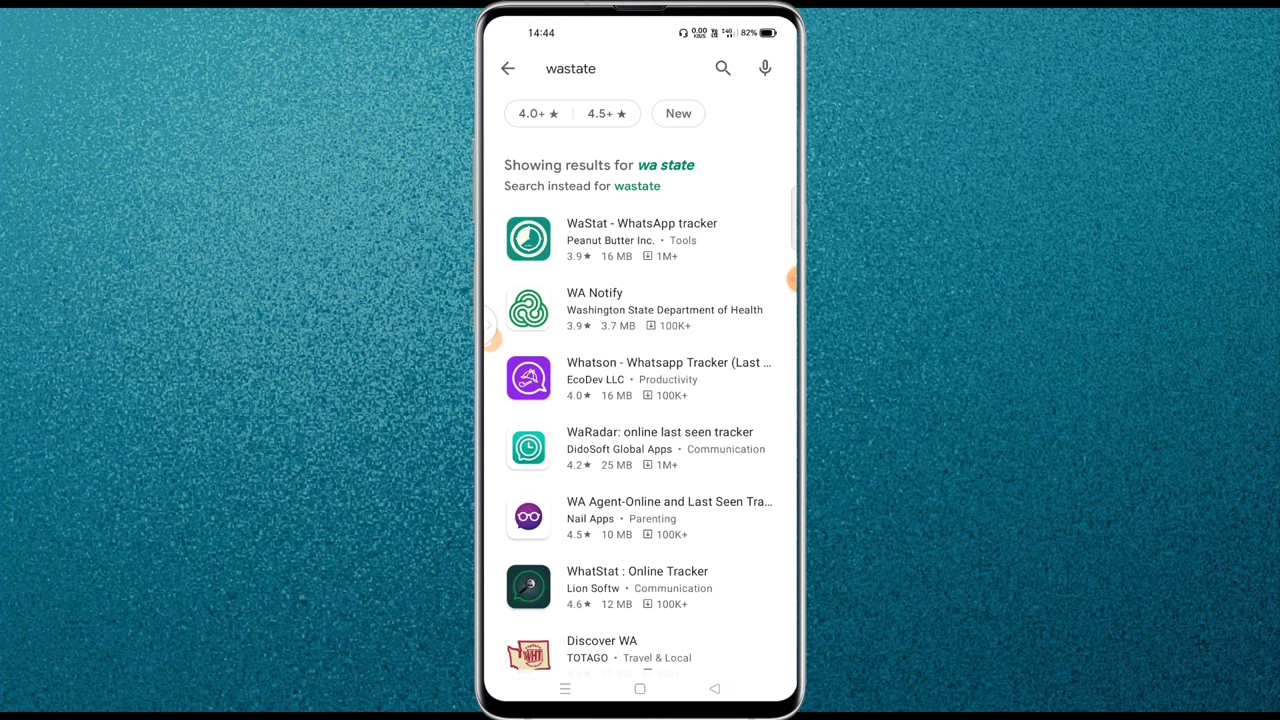 14:44
0.00 KB/S 4G 82%
wastate
4.0+ ★ 4.5+ ★ New
Showing results for wa state
Search instead for wastate
WaStat - WhatsApp tracker
Peanut Butter Inc. • Tools
3.9★ 16 MB 1M+
WA Notify
Washington State Department of Health
3.9★ 3.7 MB 100K+
Whatson - Whatsapp Tracker (Last ...
EcoDev LLC • Productivity
4.0★ 16 MB 100K+
WaRadar: online last seen tracker
DidoSoft Global Apps • Communication
4.2★ 25 MB 1M+
WA Agent-Online and Last Seen Tra...
Nail Apps • Parenting
4.5★ 10 MB 100K+
WhatStat : Online Tracker
Lion Softw • Communication
4.6★ 12 MB 100K+
Discover WA
TOTAGO • Travel & Local